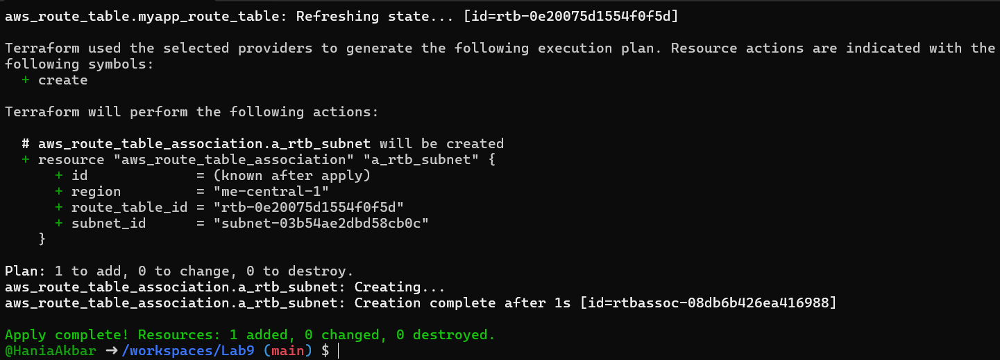 aws_route_table.myapp_route_table: Refreshing state... [id=rtb-0e20075d1554f0f5d]
Terraform used the selected providers to generate the following execution plan. Resource actions are indicated with the
following symbols:
  + create
Terraform will perform the following actions:
  # aws_route_table_association.a_rtb_subnet will be created
  + resource "aws_route_table_association" "a_rtb_subnet" {
      + id             = (known after apply)
      + region         = "me-central-1"
      + route_table_id = "rtb-0e20075d1554f0f5d"
      + subnet_id      = "subnet-03b54ae2dbd58cb0c"
    }
Plan: 1 to add, 0 to change, 0 to destroy.
aws_route_table_association.a_rtb_subnet: Creating...
aws_route_table_association.a_rtb_subnet: Creation complete after 1s [id=rtbassoc-08db6b426ea416988]
Apply complete! Resources: 1 added, 0 changed, 0 destroyed.
@HaniaAkbar ➜ /workspaces/Lab9 (main) $